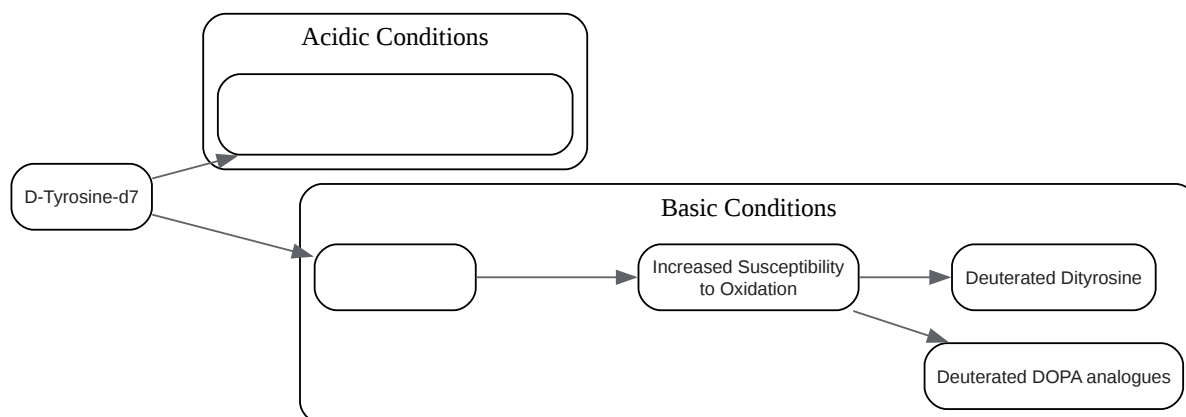 Acidic Conditions
D-Tyrosine-d7
Basic Conditions
Increased Susceptibility
to Oxidation
Deuterated Dityrosine
Deuterated DOPA analogues